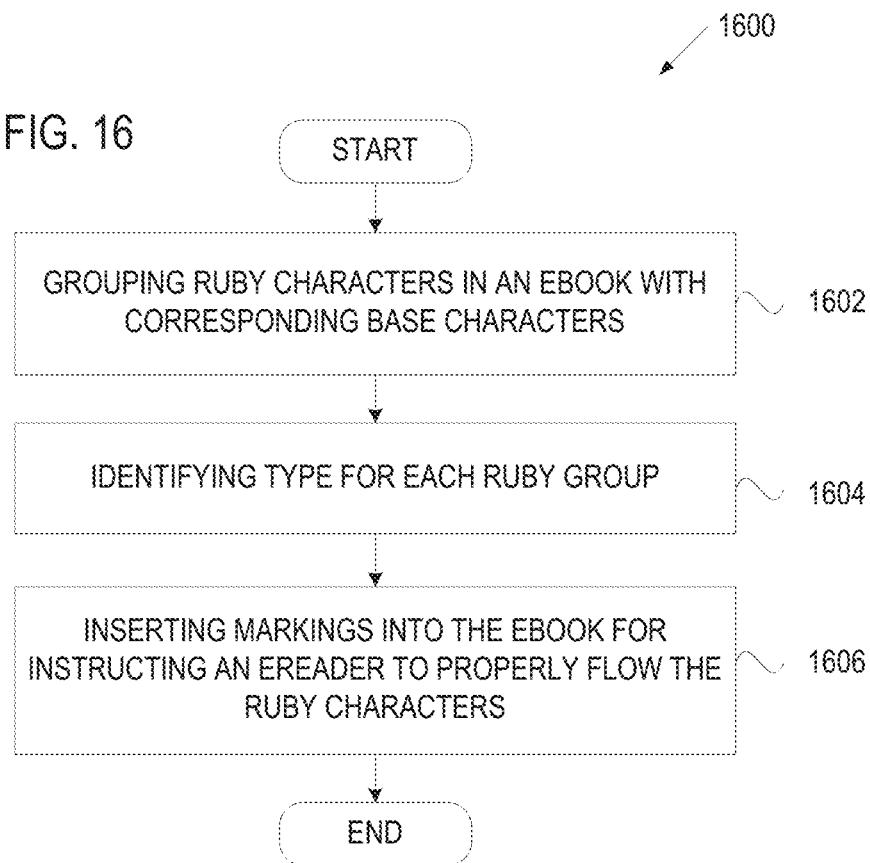 1600
FIG. 16
START
GROUPING RUBY CHARACTERS IN AN EBOOK WITH
CORRESPONDING BASE CHARACTERS
1602
IDENTIFYING TYPE FOR EACH RUBY GROUP
1604
INSERTING MARKINGS INTO THE EBOOK FOR
INSTRUCTING AN EREADER TO PROPERLY FLOW THE
RUBY CHARACTERS
1606
END